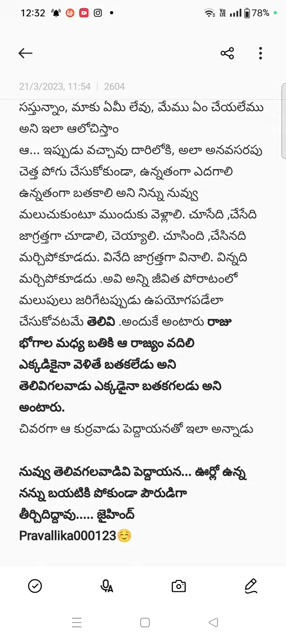 12:32 78%
21/3/2023, 11:54 | 2604
సస్తున్నాం, మాకు ఏమీ లేవు, మేము ఏం చేయలేము
అని ఇలా ఆలోచిస్తాం
ఆ... ఇప్పుడు వచ్చావు దారిలోకి, అలా అనవసరపు
చెత్త పోగు చేసుకోకుండా, ఉన్నతంగా ఎదగాలి
ఉన్నతంగా బతకాలి అని నిన్ను నువ్వు
మలుచుకుంటూ ముందుకు వెళ్లాలి. చూసేది ,చేసేది
జాగ్రత్తగా చూడాలి, చెయ్యాలి. చూసింది ,చేసినది
మర్చిపోకూడదు. వినేది జాగ్రత్తగా వినాలి. విన్నది
మర్చిపోకూడదు .అవి అన్ని జీవిత పోరాటంలో
మలుపులు జరిగేటప్పుడు ఉపయోగపడేలా
చేసుకోవటమే తెలివి .అందుకే అంటారు రాజు
భోగాల మధ్య బతికి ఆ రాజ్యం వదిలి
ఎక్కడికైనా వెళితే బతకలేడు అని
తెలివిగలవాడు ఎక్కడైనా బతకగలడు అని
అంటారు.
చివరగా ఆ కుర్రవాడు పెద్దాయనతో ఇలా అన్నాడు
నువ్వు తెలివగలవాడివి పెద్దాయన... ఊర్లో ఉన్న
నన్ను బయటికి పోకుండా పౌరుడిగా
తీర్చిదిద్దావు..... జైహింద్
Pravallika000123☺️